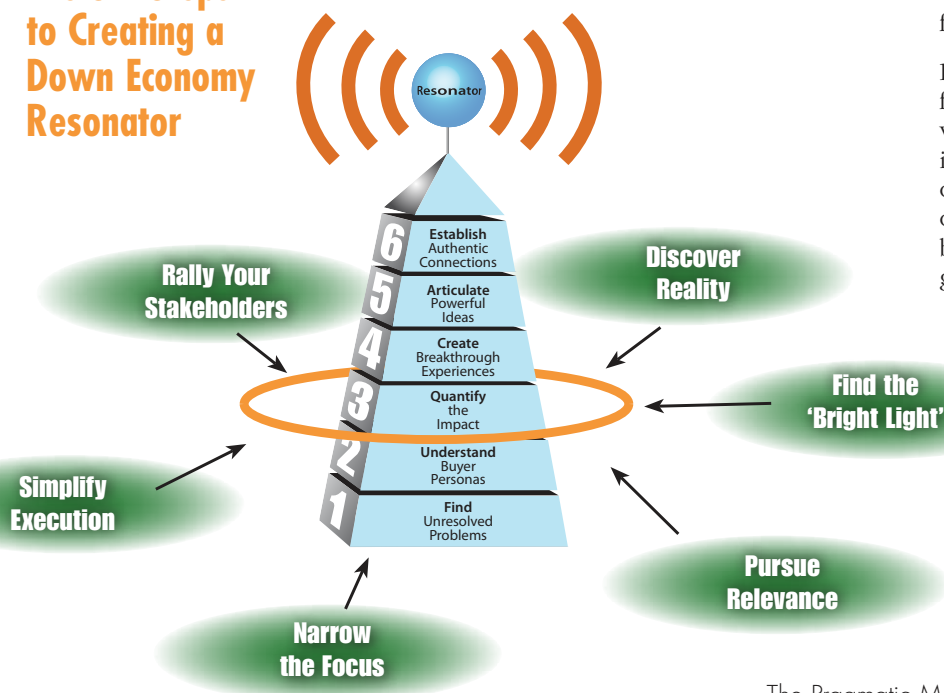 to Creating a
Down Economy
Resonator
Resonator
6
Establish
Authentic
Connections
5
Articulate
Powerful
Ideas
4
Create
Breakthrough
Experiences
3
Quantify
the
Impact
2
Understand
Buyer
Personas
1
Find
Unresolved
Problems
Rally Your
Stakeholders
Discover
Reality
Find the
‘Bright Light’
Simplify
Execution
Pursue
Relevance
Narrow
the Focus
The Pragmatic M